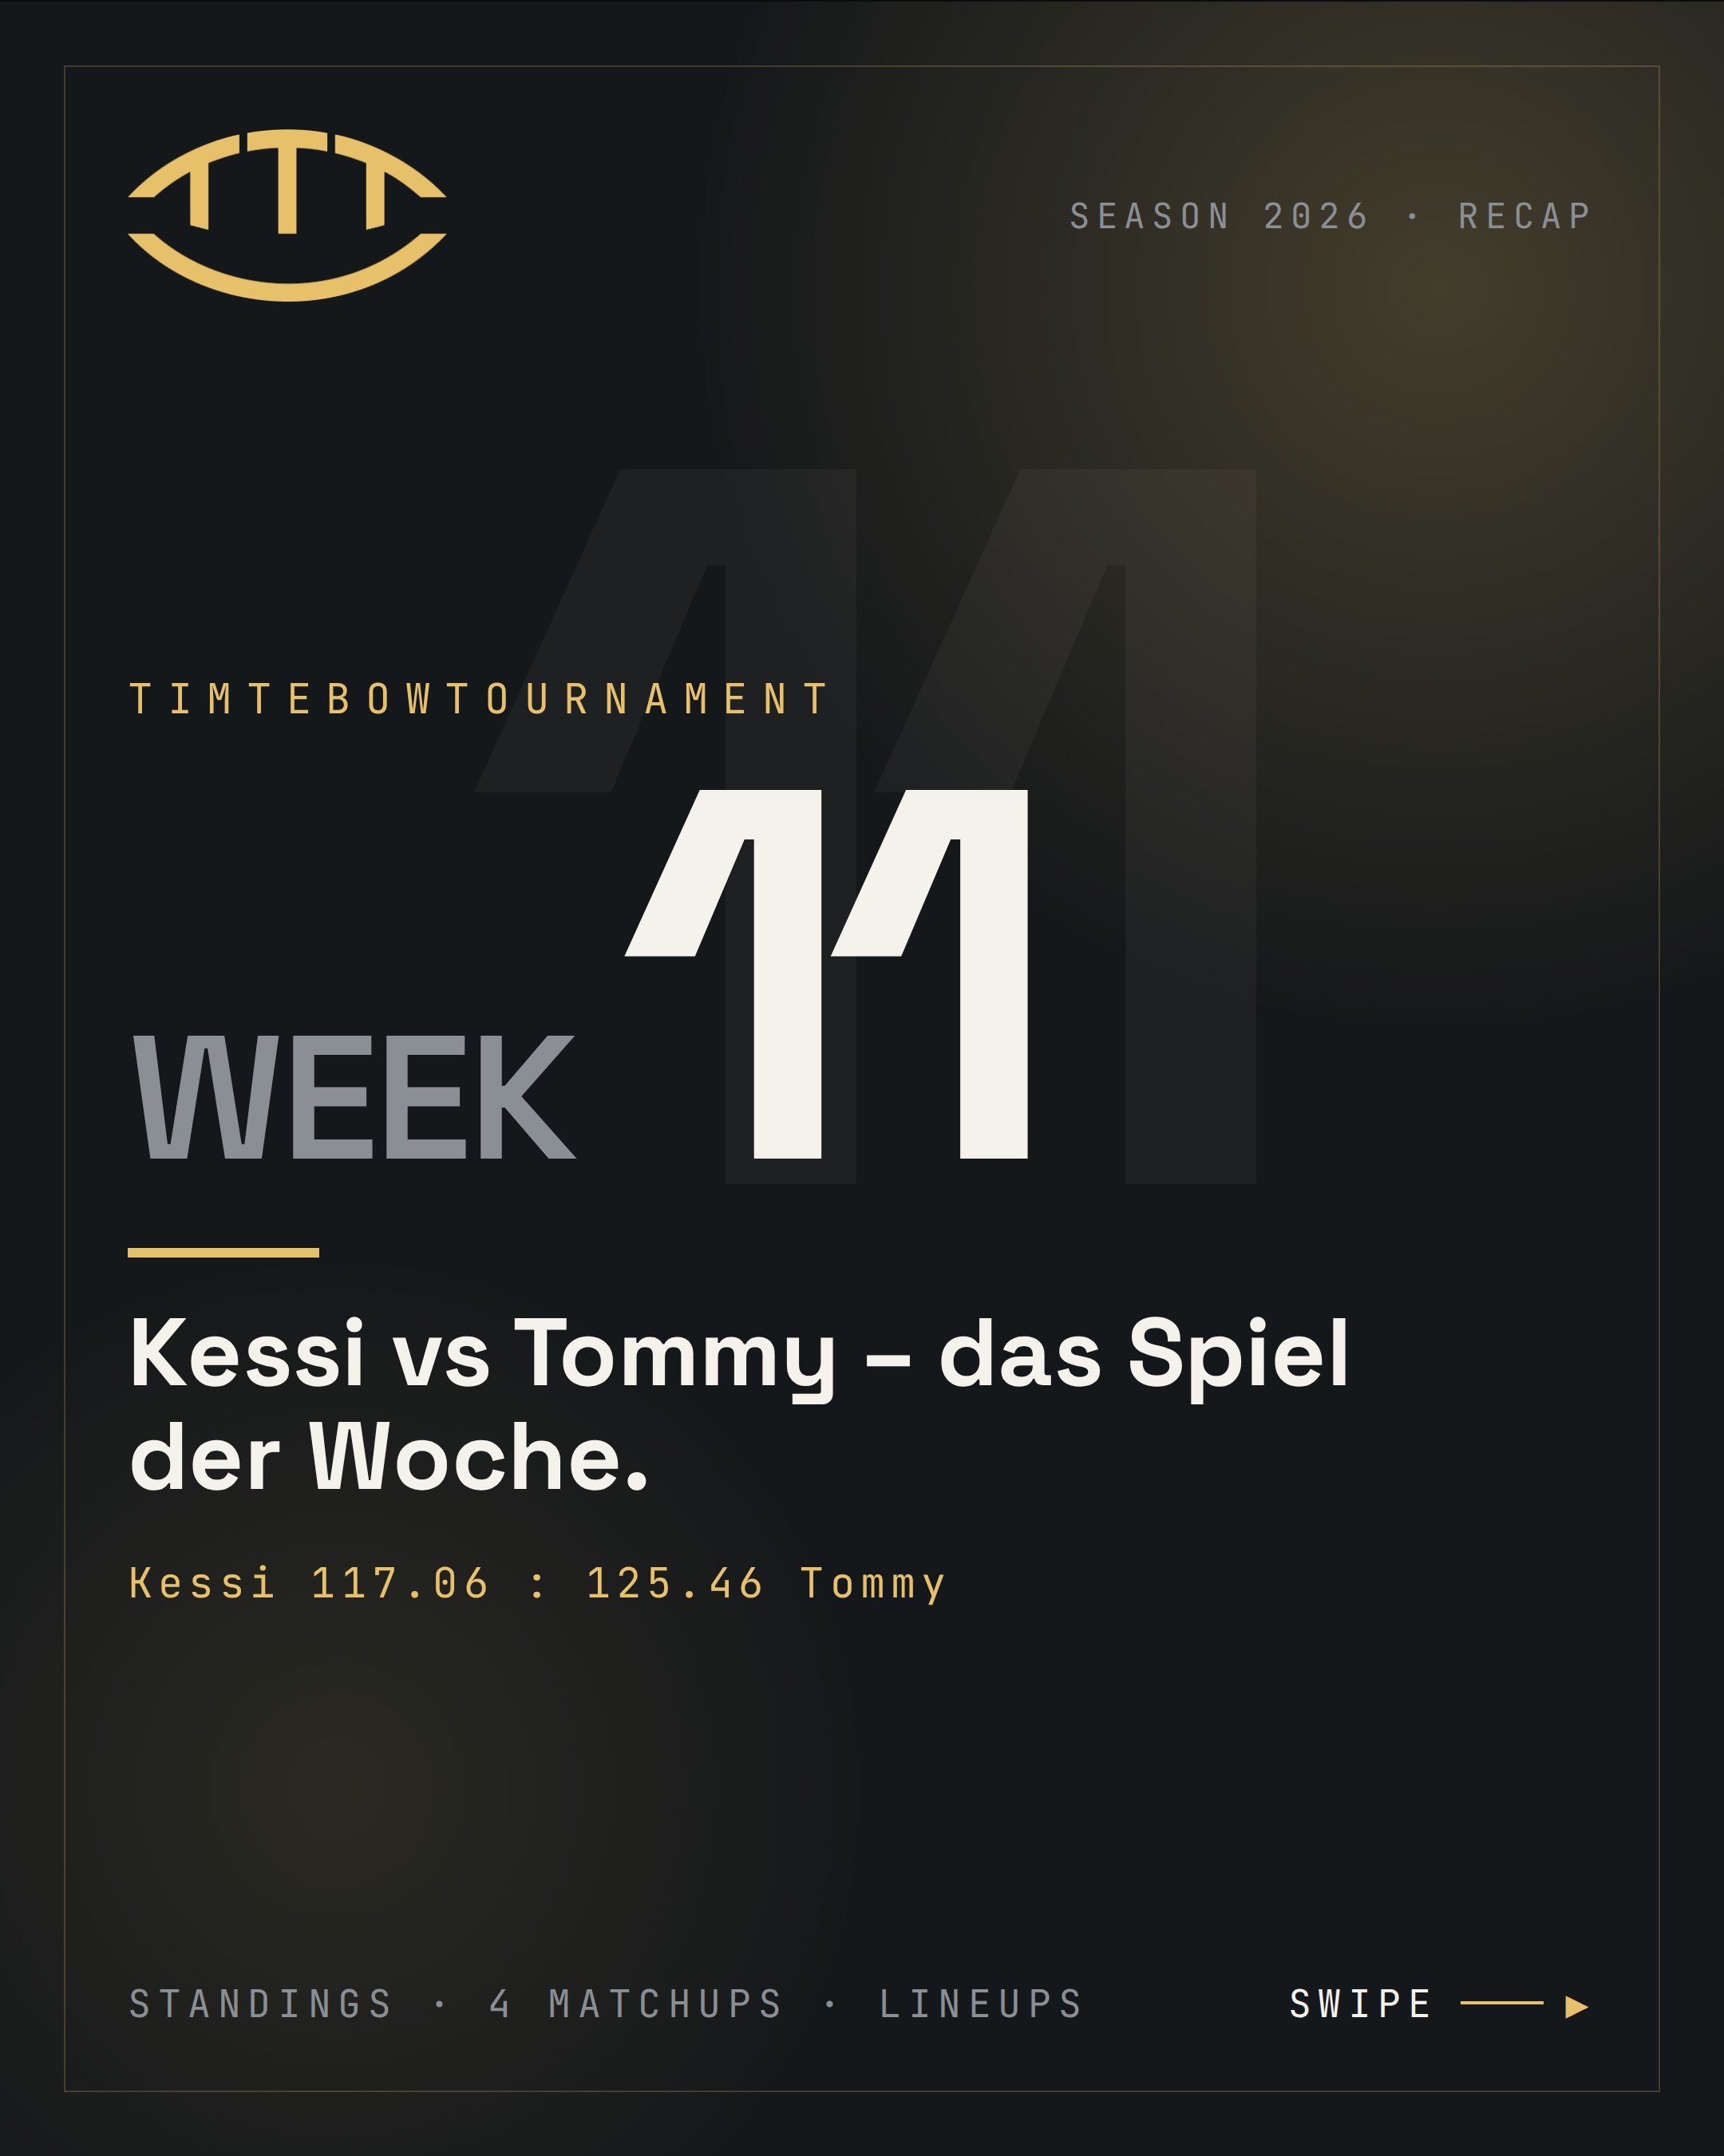 TTT
SEASON 2026 · RECAP
TIMTEBOWTOURNAMENT
WEEK 11
Kessi vs Tommy – das Spiel
der Woche.
Kessi 117.06 : 125.46 Tommy
STANDINGS · 4 MATCHUPS · LINEUPS
SWIPE ▶